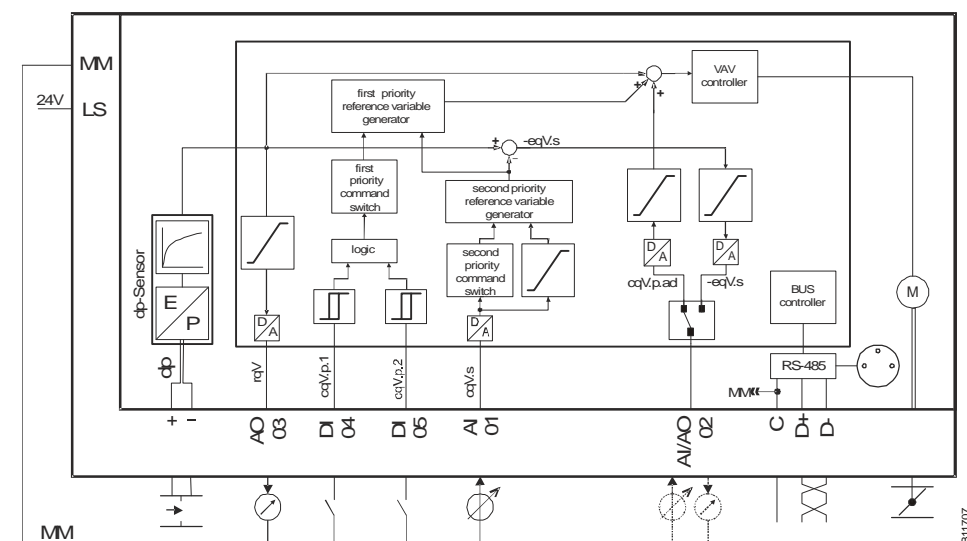 MM
24V
LS
VAV
controller
+
+
first priority
reference variable
generator
+
-eqV.s
-
first
priority
command
switch
second priority
reference variable
generator
logic
second
priority
command
switch
D
A
D
A
cqV.p.ad
-eqV.s
BUS
controller
M
dp-Sensor
E
P
D
A
D
A
dp
rqV
cqV.p.1
cqV.p.2
cqV.s
RS-485
MM
+
-
AO
03
DI
04
DI
05
AI
01
AI/AO
02
C
D+
D-
MM